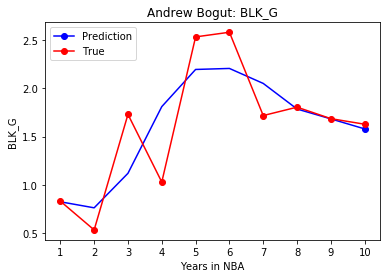 Andrew Bogut: BLK_G
Prediction
True
BLK_G
2.5
2.0
1.5
1.0
0.5
1 2 3 4 5 6 7 8 9 10
Years in NBA